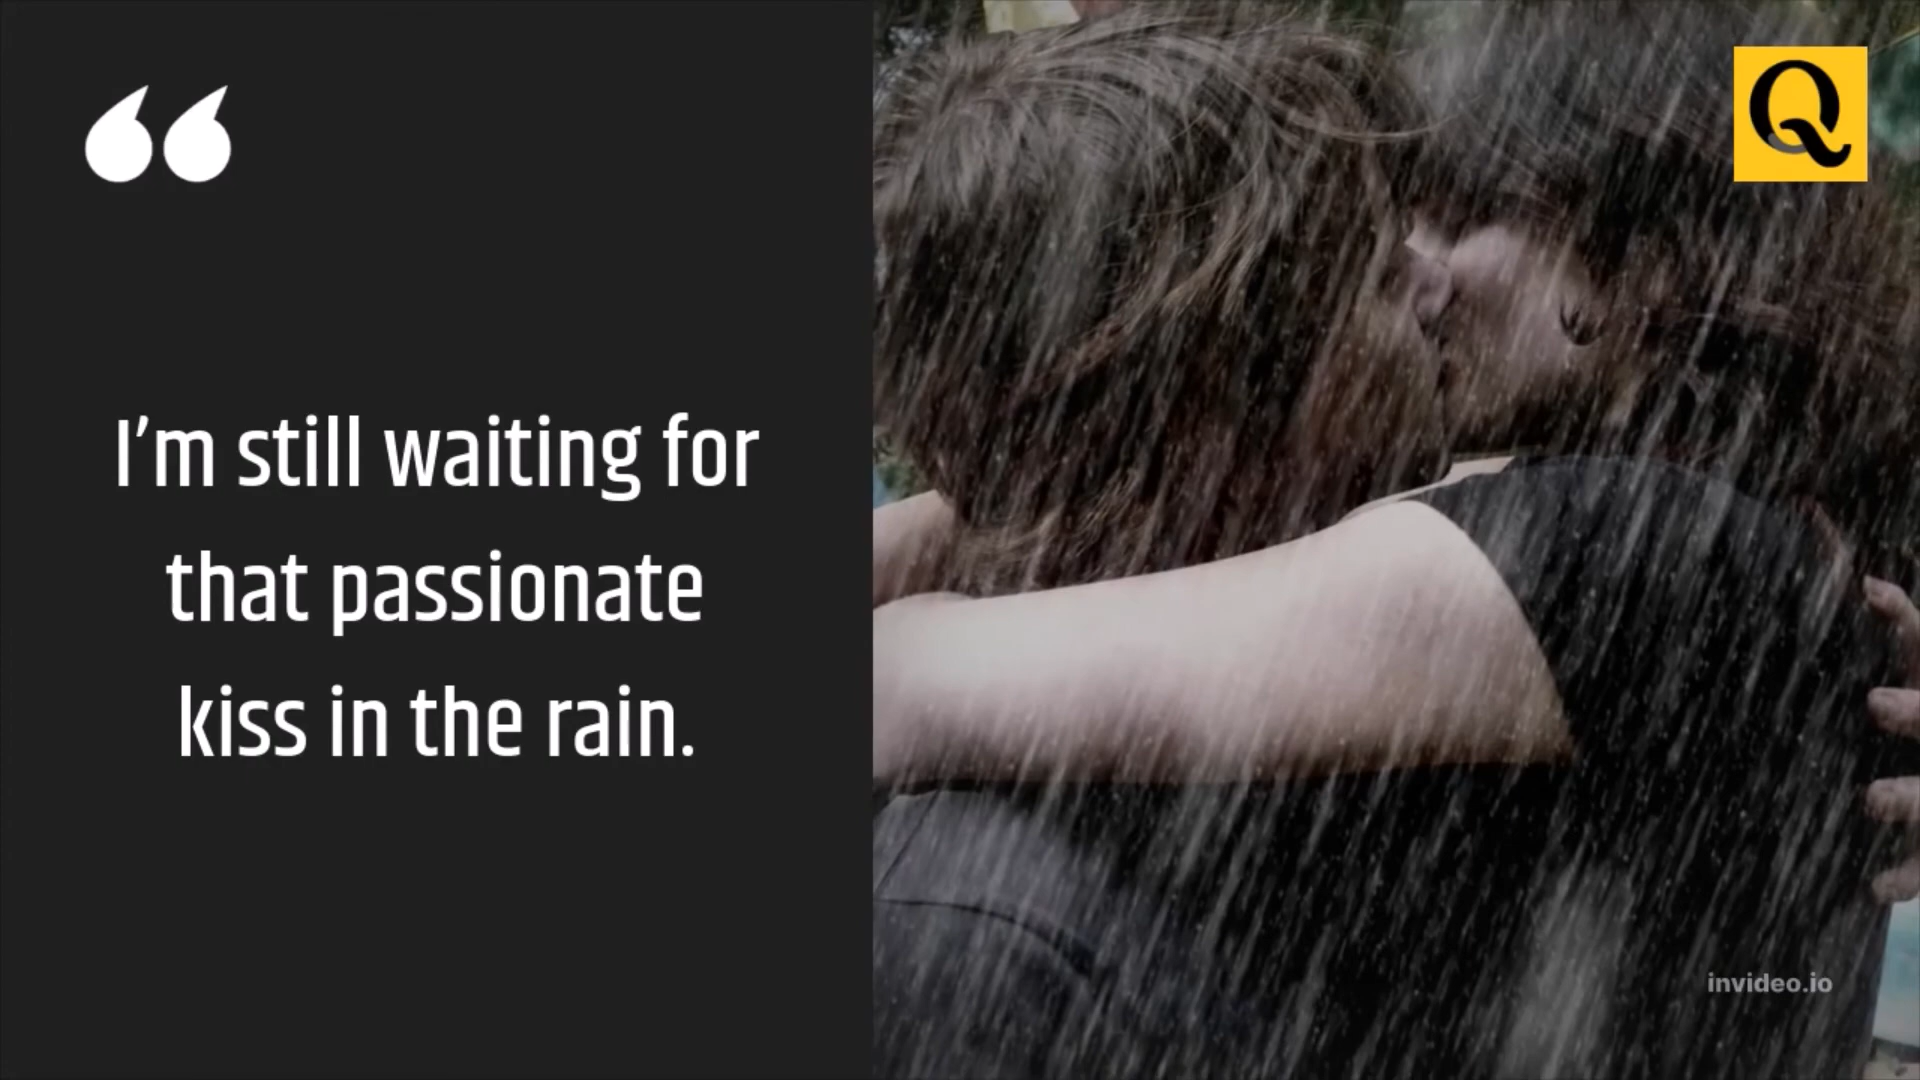 “
I’m still waiting for
that passionate
kiss in the rain.
Q
invideo.io